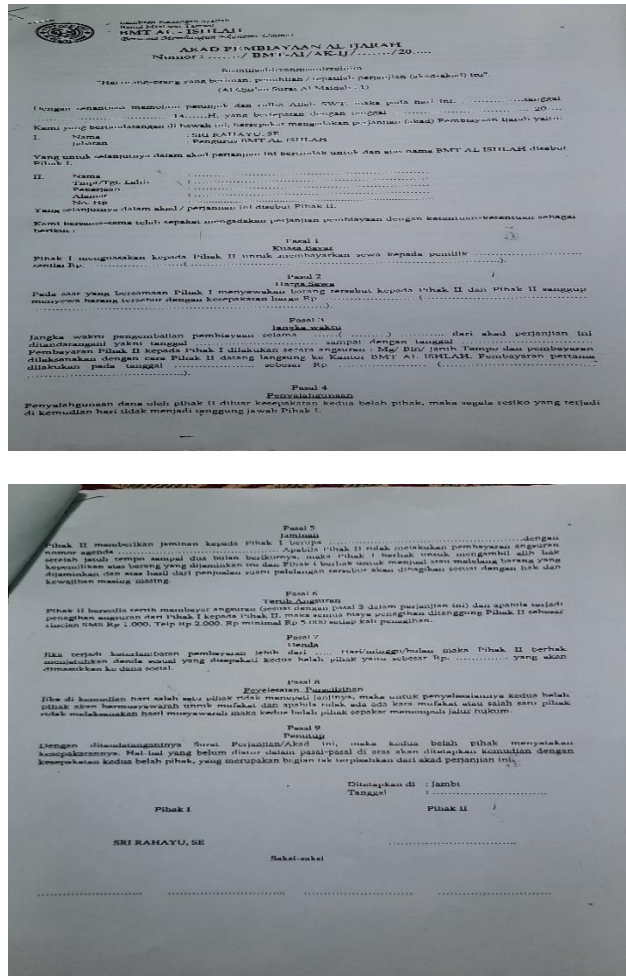 Lembaga Keuangan Syariah
Baitul Maal wat Tamwil
BMT AL - ISHLAH
Bersama Membangun Ekonomi Ummat
AKAD PEMBIAYAAN AL IJARAH
Nomor : ......./ BMT-AI/AK-IJ/......./20.....
Bismillaahirrahmaanirrahiim
"Hai orang-orang yang beriman, penuhilah / tepatilah perjanjian (akad-akad) itu".
(Al Qur'an Surat Al Maidah : 1)
Dengan senantiasa memohon petunjuk dan ridho Allah SWT, maka pada hari ini, ................tanggal
.................. 14......H. yang bertepatan dengan tanggal .................. 20....
Kami yang bertandatangan di bawah ini, bersepakat mengadakan perjanjian (akad) Pembiayaan Ijarah yaitu:
I. Nama : SRI RAHAYU, SE
Jabatan : Pengurus BMT AL ISHLAH
Yang untuk selanjutnya dalam akad perjanjian ini bertindak untuk dan atas nama BMT AL ISHLAH disebut
Pihak I.
II. Nama : ..............................
Tmpt/Tgl. Lahir : ..............................
Pekerjaan : ..............................
Alamat : ..............................
No. Hp : ..............................
Yang selanjutnya dalam akad / perjanjian ini disebut Pihak II.
Kami bersama-sama telah sepakat mengadakan perjanjian pembiayaan dengan ketentuan-ketentuan sebagai
berikut :
Pasal 1
Kuasa Bayar
Pihak I menguasakan kepada Pihak II untuk membayarkan sewa kepada pemilik ..............................
senilai Rp. ....................(..............................).
Pasal 2
Harga Sewa
Pada saat yang bersamaan Pihak I menyewakan barang tersebut kepada Pihak II dan Pihak II sanggup
menyewa barang tersebut dengan kesepakatan harga Rp .................... (....................
..............................).
Pasal 3
Jangka waktu
Jangka waktu pengembalian pembiayaan selama ........(..........) .......... dari akad perjanjian ini
ditandatangani yakni tanggal .................... sampai dengan tanggal ....................
Pembayaran Pihak II kepada Pihak I dilakukan secara angsuran : Mg/ Bln/ Jatuh Tempo dan pembayaran
dilaksanakan dengan cara Pihak II datang langsung ke Kantor BMT AL ISHLAH. Pembayaran pertama
dilakukan pada tanggal .................... sebesar Rp .................... (....................
..............................).
Pasal 4
Penyalahgunaan
Penyalahgunaan dana oleh pihak II diluar kesepakatan kedua belah pihak, maka segala resiko yang terjadi
di kemudian hari tidak menjadi tanggung jawab Pihak I.
Pasal 5
Jaminan
Pihak II memberikan jaminan kepada Pihak I berupa ..............................dengan
nomor agenda .............................. Apabila Pihak II tidak melakukan pembayaran angsuran
setelah jatuh tempo sampai dua bulan berikutnya, maka Pihak I berhak untuk mengambil alih hak
kepemilikan atas barang yang dijaminkan ini dan Pihak I berhak untuk menjual atau melelang barang yang
dijaminkan dan atas hasil dari penjualan atau pelelangan tersebut akan dibagikan sesuai dengan hak dan
kewajiban masing masing.
Pasal 6
Tertib Angsuran
Pihak II bersedia tertib membayar angsuran (sesuai dengan pasal 3 dalam perjanjian ini) dan apabila terjadi
penagihan angsuran dari Pihak I kepada Pihak II, maka semua biaya penagihan ditanggung Pihak II sebesar
rincian SMS Rp 1.000, Telp Rp 2.000, Rp minimal Rp 5.000 setiap kali penagihan.
Pasal 7
Denda
Jika terjadi keterlambatan pembayaran lebih dari ..... Hari/minggu/bulan maka Pihak II berhak
menjatuhkan denda sesuai yang disepakati kedua belah pihak yaitu sebesar Rp. ............... yang akan
dimasukkan ke dana sosial.
Pasal 8
Penyelesaian Perselisihan
Jika di kemudian hari salah satu pihak tidak menepati janjinya, maka untuk penyelesaiannya kedua belah
pihak akan bermusyawarah untuk mufakat dan apabila tidak ada kata mufakat atau salah satu pihak
tidak melaksanakan hasil musyawarah maka kedua belah pihak sepakat menempuh jalur hukum.
Pasal 9
Penutup
Dengan ditandatanganinya Surat Perjanjian/Akad ini, maka kedua belah pihak menyatakan
kesepakatannya. Hal-hal yang belum diatur dalam pasal-pasal di atas akan ditetapkan kemudian dengan
kesepakatan kedua belah pihak, yang merupakan bagian tak terpisahkan dari akad perjanjian ini.
Ditetapkan di : Jambi
Tanggal : ..............................
Pihak I Pihak II
SRI RAHAYU, SE ..............................
Saksi-saksi
.................... .................... .................... ....................